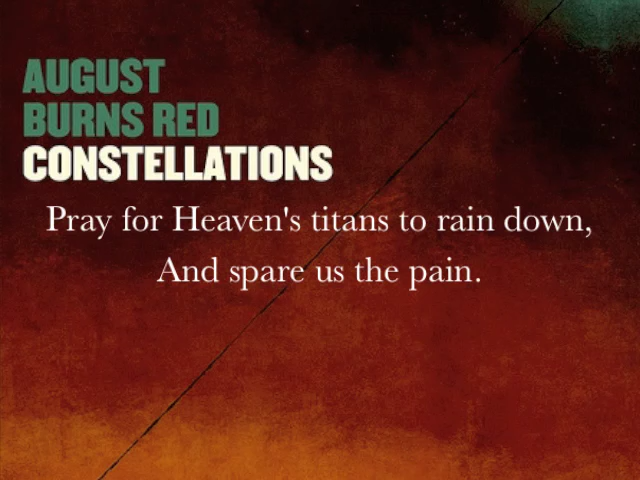 AUGUST
BURNS RED
CONSTELLATIONS
Pray for Heaven's titans to rain down,
And spare us the pain.